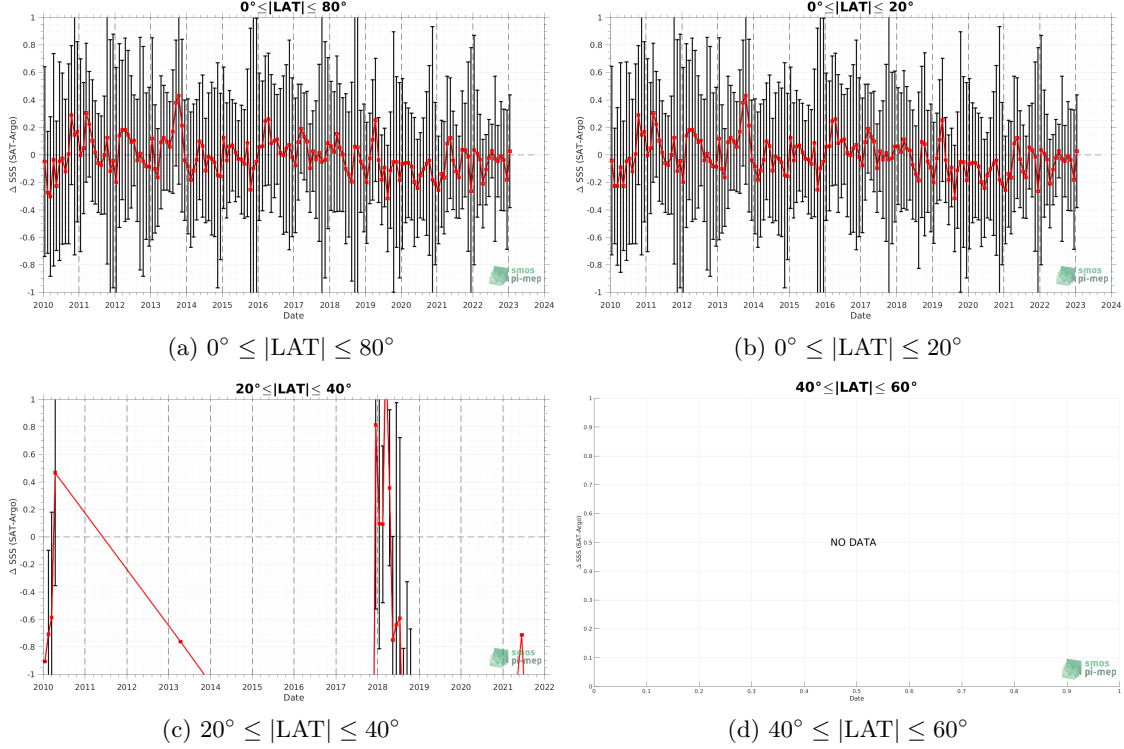 0°≤|LAT|≤ 80°
1
0.8
0.6
0.4
0.2
0
-0.2
-0.4
-0.6
-0.8
-1
Δ SSS (SAT-Argo)
2010 2011 2012 2013 2014 2015 2016 2017 2018 2019 2020 2021 2022 2023 2024
Date
smos
pi-mep
(a) 0° ≤ |LAT| ≤ 80°
0°≤|LAT|≤ 20°
1
0.8
0.6
0.4
0.2
0
-0.2
-0.4
-0.6
-0.8
-1
Δ SSS (SAT-Argo)
2010 2011 2012 2013 2014 2015 2016 2017 2018 2019 2020 2021 2022 2023 2024
Date
smos
pi-mep
(b) 0° ≤ |LAT| ≤ 20°
20°≤|LAT|≤ 40°
1
0.8
0.6
0.4
0.2
0
-0.2
-0.4
-0.6
-0.8
-1
Δ SSS (SAT-Argo)
2010 2011 2012 2013 2014 2015 2016 2017 2018 2019 2020 2021 2022
Date
smos
pi-mep
(c) 20° ≤ |LAT| ≤ 40°
40°≤|LAT|≤ 60°
1
0.9
0.8
0.7
0.6
0.5
0.4
0.3
0.2
0.1
0
Δ SSS (SAT-Argo)
NO DATA
0 0.1 0.2 0.3 0.4 0.5 0.6 0.7 0.8 0.9 1
Date
smos
pi-mep
(d) 40° ≤ |LAT| ≤ 60°